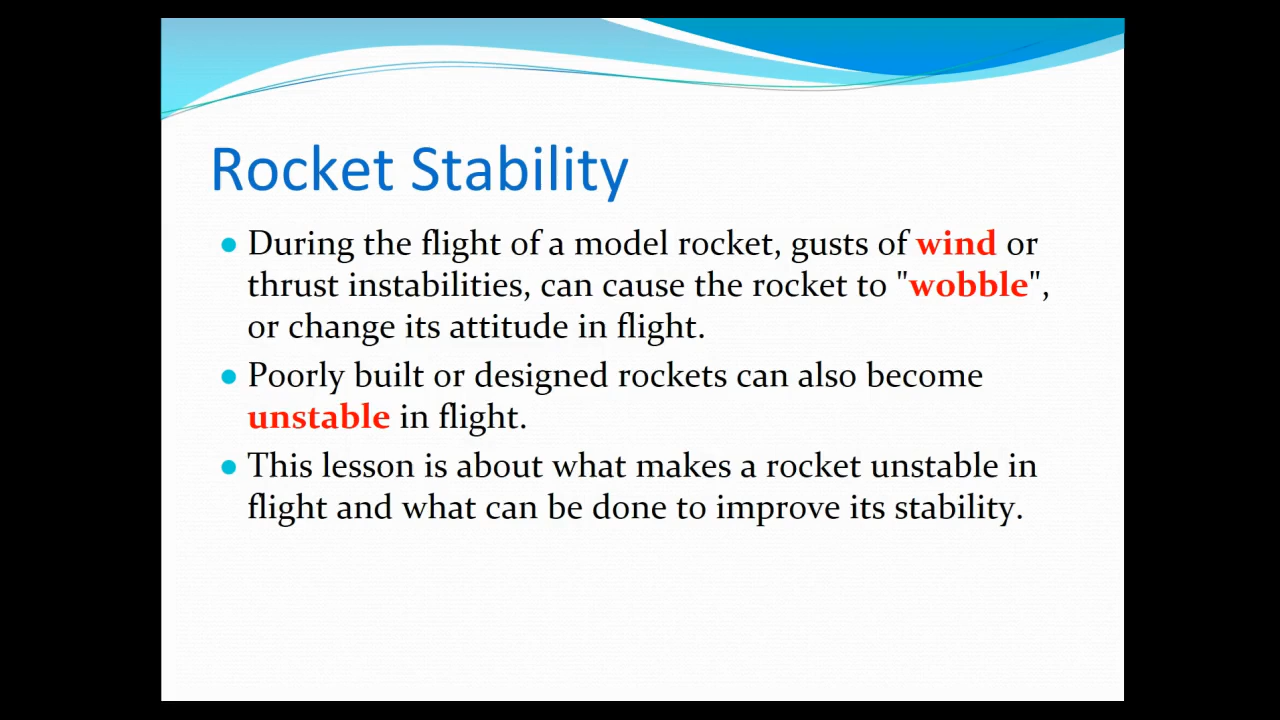 Rocket Stability
During the flight of a model rocket, gusts of wind or
thrust instabilities, can cause the rocket to "wobble",
or change its attitude in flight.
Poorly built or designed rockets can also become
unstable in flight.
This lesson is about what makes a rocket unstable in
flight and what can be done to improve its stability.